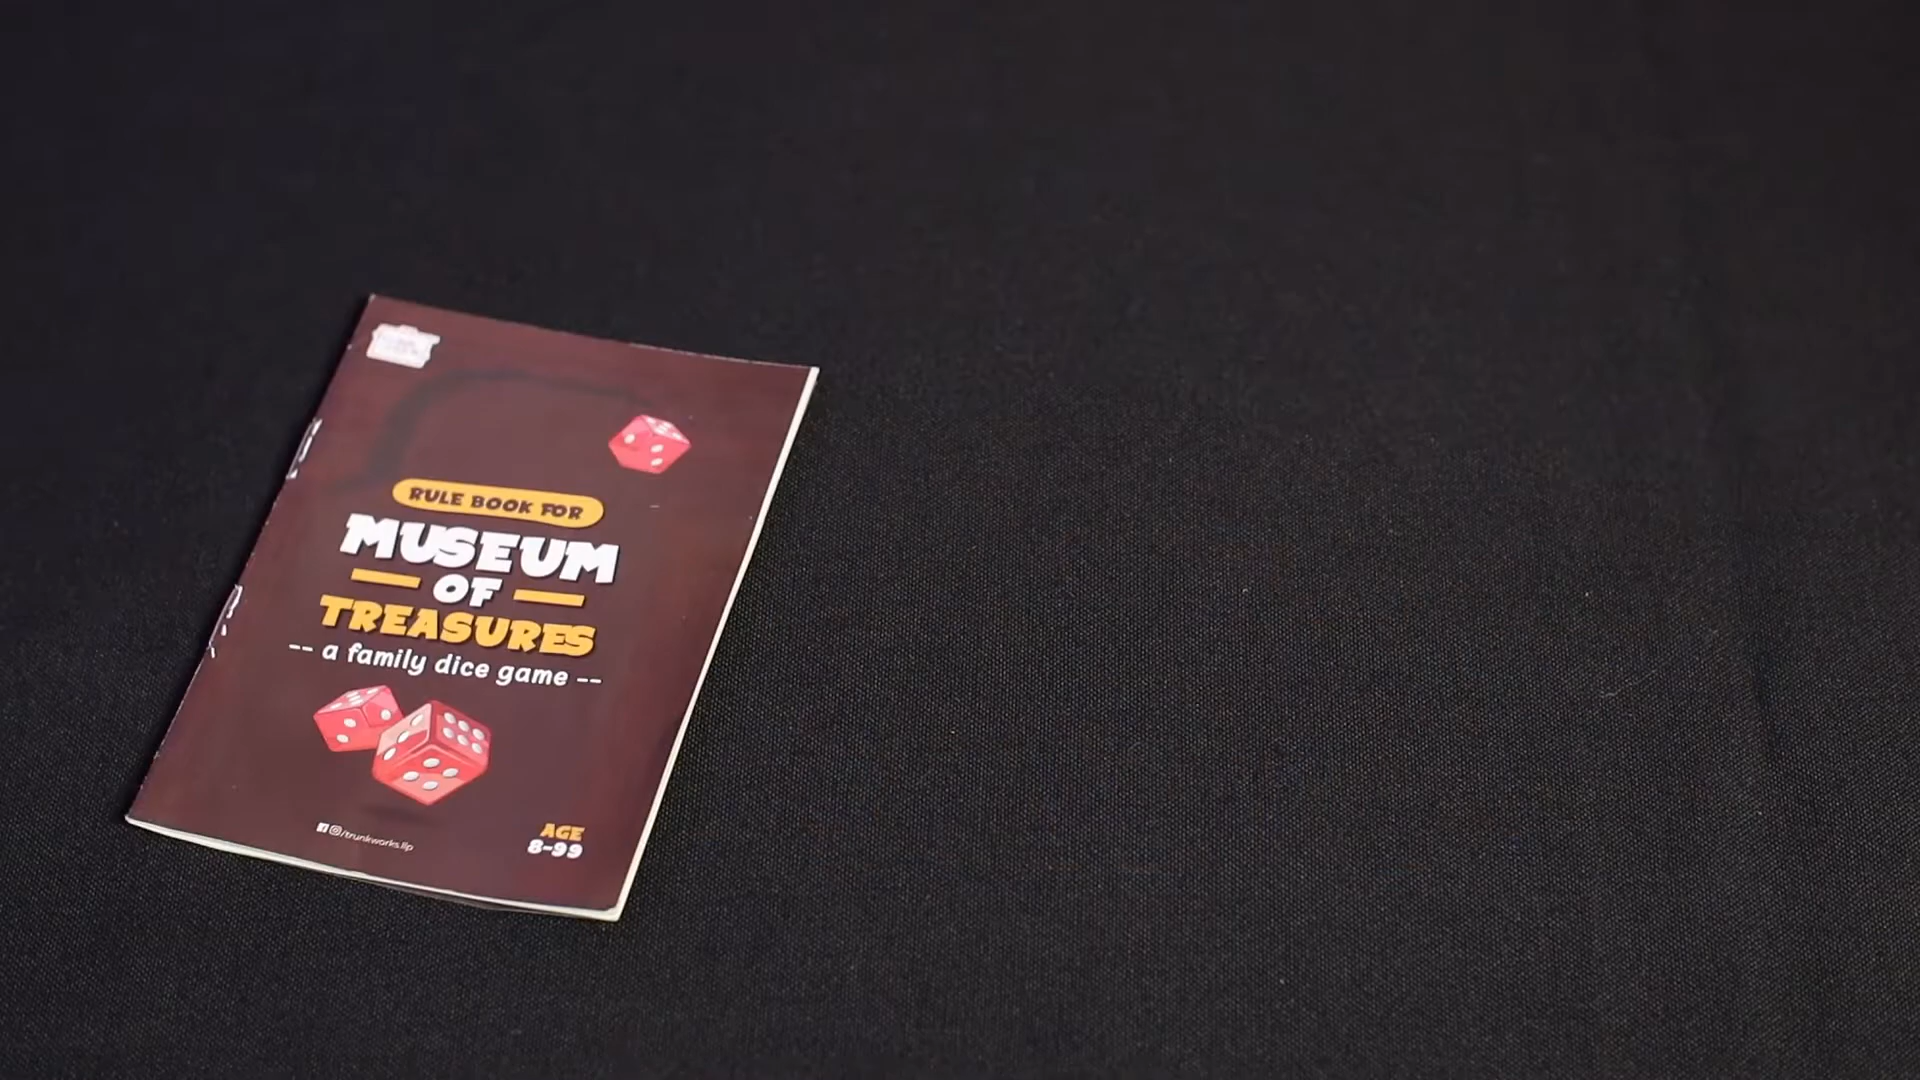 RULE BOOK FOR
MUSEUM
OF
TREASURES
-- a family dice game --
/trunkworks.llp
AGE
8-99